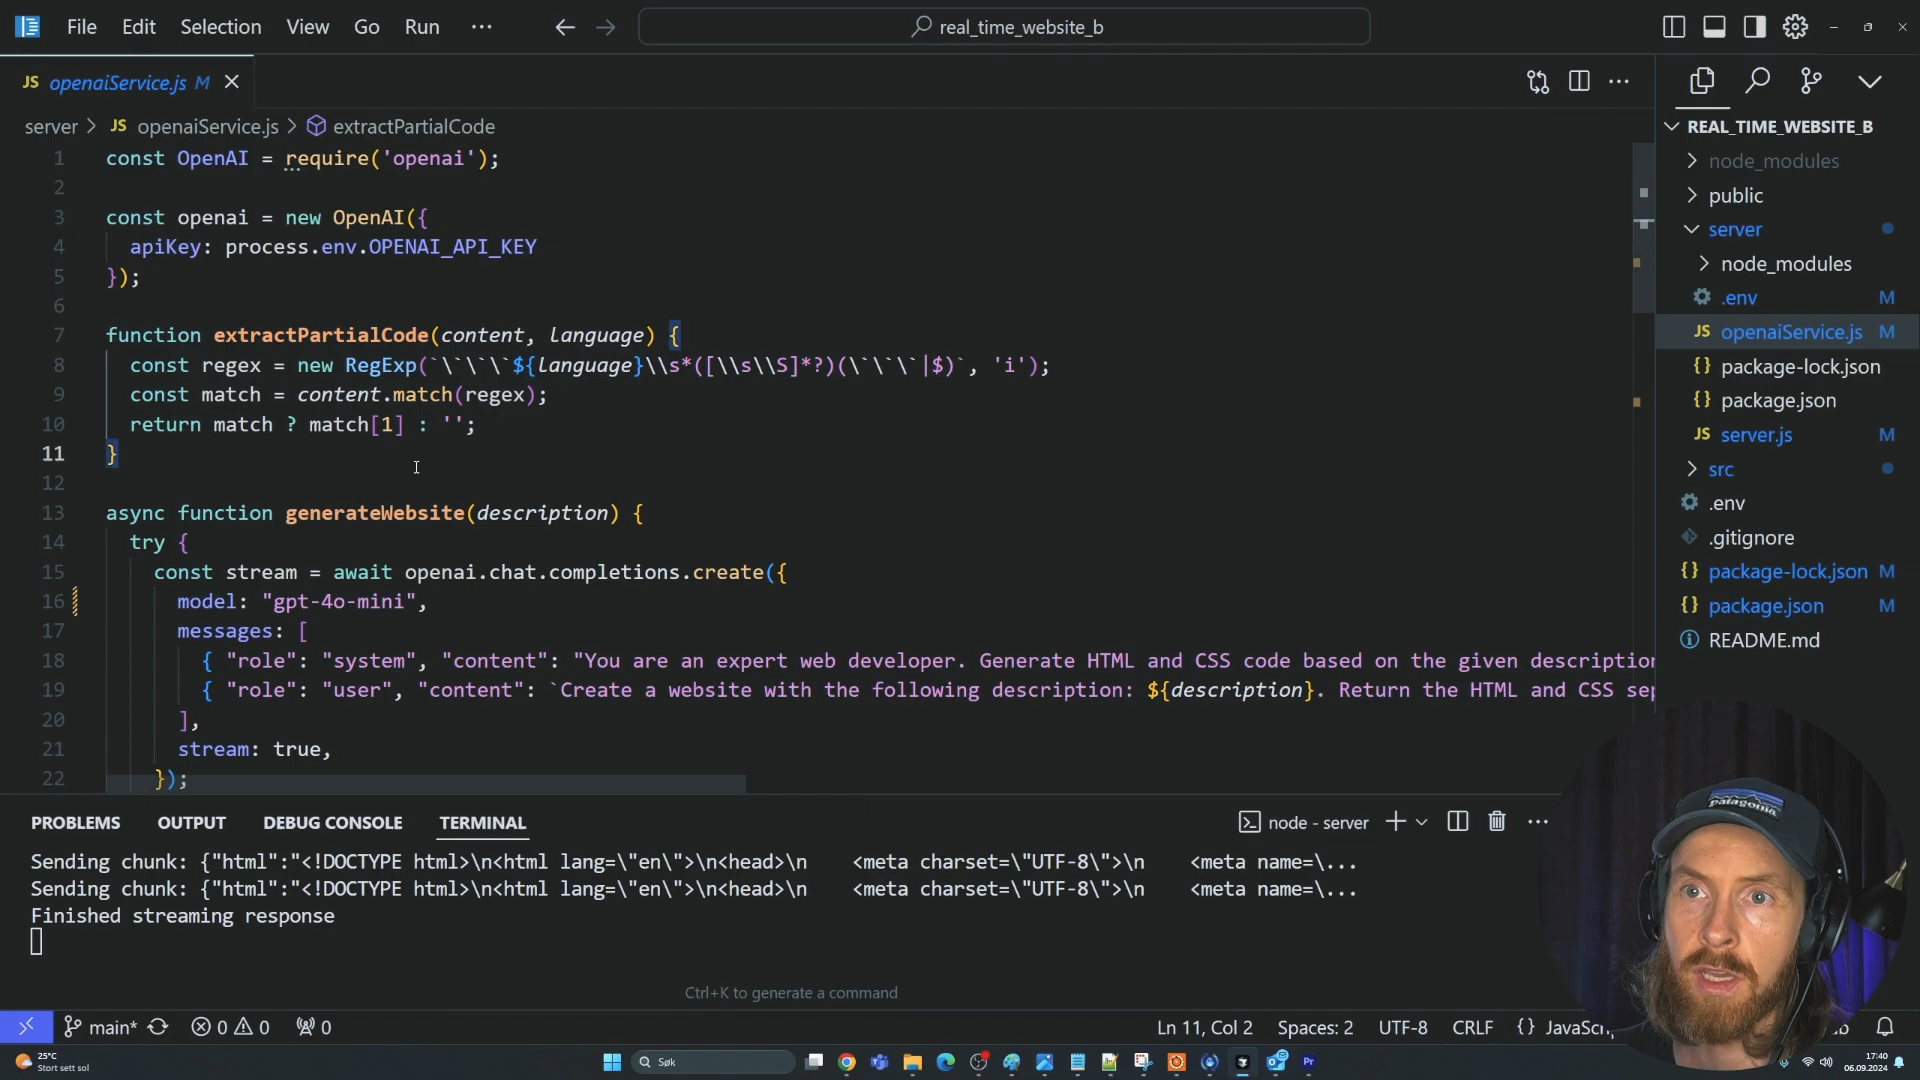 File Edit Selection View Go Run ···
real_time_website_b
JS openaiService.js M
server > JS openaiService.js > extractPartialCode
1 const OpenAI = require('openai');
2
3 const openai = new OpenAI({
4 apiKey: process.env.OPENAI_API_KEY
5 });
6
7 function extractPartialCode(content, language) {
8 const regex = new RegExp(`\`\`\`${language}\\s*([\\s\\S]*?)(\`\`\`|$)`, 'i');
9 const match = content.match(regex);
10 return match ? match[1] : '';
11 }
12
13 async function generateWebsite(description) {
14 try {
15 const stream = await openai.chat.completions.create({
16 model: "gpt-4o-mini",
17 messages: [
18 { "role": "system", "content": "You are an expert web developer. Generate HTML and CSS code based on the given description
19 { "role": "user", "content": `Create a website with the following description: ${description}. Return the HTML and CSS sep
20 ],
21 stream: true,
22 });
REAL_TIME_WEBSITE_B
node_modules
public
server
node_modules
.env M
JS openaiService.js M
{} package-lock.json
{} package.json
JS server.js M
src
.env
.gitignore
{} package-lock.json M
{} package.json M
README.md
PROBLEMS OUTPUT DEBUG CONSOLE TERMINAL
node - server
Sending chunk: {"html":"<!DOCTYPE html>\n<html lang=\"en\">\n<head>\n <meta charset=\"UTF-8\">\n <meta name=\...
Sending chunk: {"html":"<!DOCTYPE html>\n<html lang=\"en\">\n<head>\n <meta charset=\"UTF-8\">\n <meta name=\...
Finished streaming response
Ctrl+K to generate a command
patagonia
main* 0 0 0
Ln 11, Col 2 Spaces: 2 UTF-8 CRLF {} JavaScrip
25°C
Stort sett sol
Søk
Pr
17:40
06.09.2024